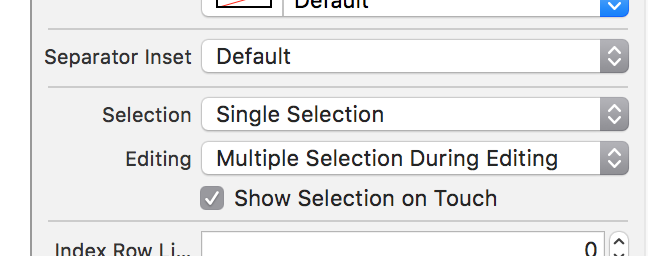 Default
Separator Inset Default
Selection Single Selection
Editing Multiple Selection During Editing
Show Selection on Touch
Index Row Li... 0